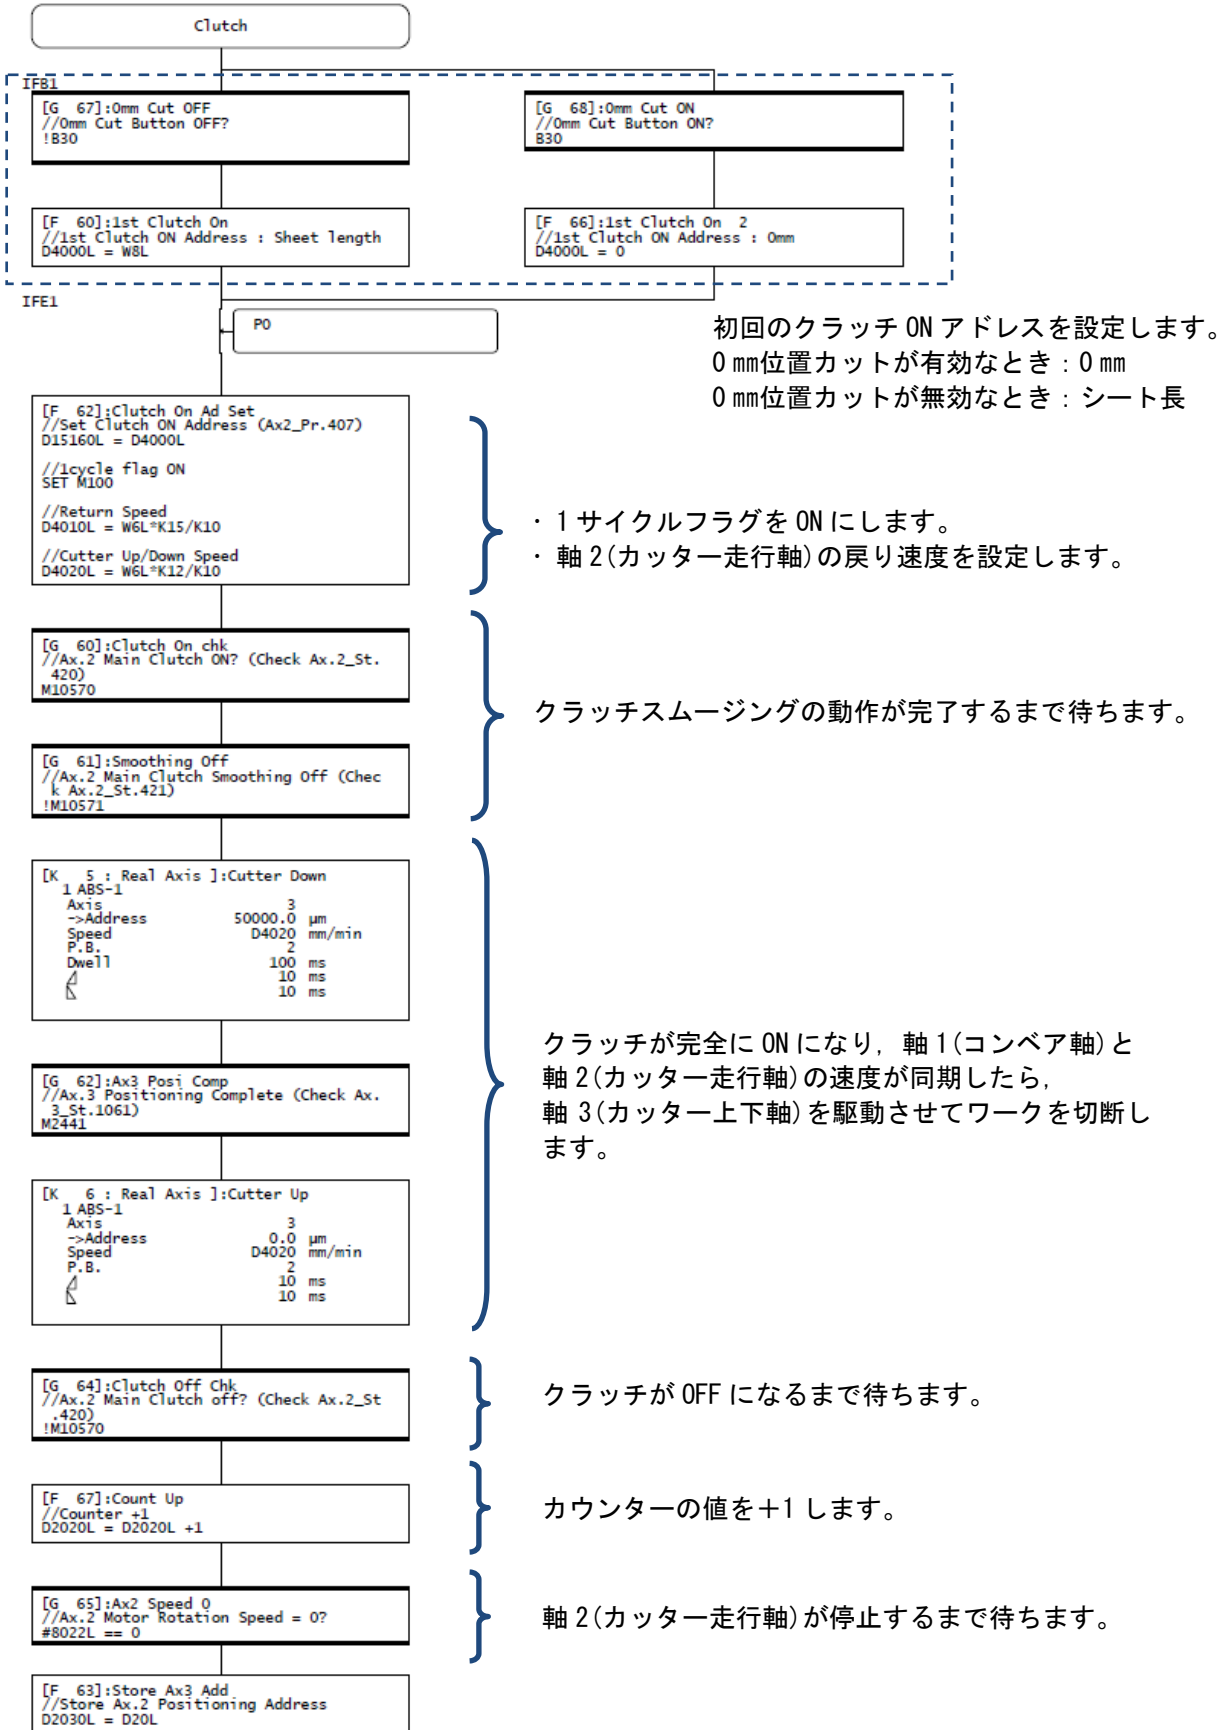 Clutch
IFB1
[G 67]:0mm Cut OFF
//0mm Cut Button OFF?
!B30
[G 68]:0mm Cut ON
//0mm Cut Button ON?
B30
[F 60]:1st Clutch On
//1st Clutch ON Address : Sheet length
D4000L = W8L
[F 66]:1st Clutch On 2
//1st Clutch ON Address : 0mm
D4000L = 0
IFE1
P0
初回のクラッチ ON アドレスを設定します。
0 ㎜位置カットが有効なとき：0 ㎜
0 ㎜位置カットが無効なとき：シート長
[F 62]:Clutch On Ad Set
//Set Clutch ON Address (Ax2_Pr.407)
D15160L = D4000L
//1cycle flag ON
SET M100
//Return Speed
D4010L = W6L*K15/K10
//Cutter Up/Down Speed
D4020L = W6L*K12/K10
・1 サイクルフラグを ON にします。
・軸 2(カッター走行軸)の戻り速度を設定します。
[G 60]:Clutch On chk
//Ax.2 Main Clutch ON? (Check Ax.2_St.
420)
M10570
[G 61]:Smoothing Off
//Ax.2 Main Clutch Smoothing Off (Chec
k Ax.2_St.421)
!M10571
クラッチスムージングの動作が完了するまで待ちます。
[K 5 : Real Axis ]:Cutter Down
1 ABS-1
Axis 3
->Address 50000.0 µm
Speed D4020 mm/min
P.B. 2
Dwell 100 ms
10 ms
10 ms
[G 62]:Ax3 Posi Comp
//Ax.3 Positioning Complete (Check Ax.
3_St.1061)
M2441
[K 6 : Real Axis ]:Cutter Up
1 ABS-1
Axis 3
->Address 0.0 µm
Speed D4020 mm/min
P.B. 2
10 ms
10 ms
クラッチが完全に ON になり，軸 1(コンベア軸)と
軸 2(カッター走行軸)の速度が同期したら，
軸 3(カッター上下軸)を駆動させてワークを切断し
ます。
[G 64]:Clutch Off Chk
//Ax.2 Main Clutch off? (Check Ax.2_St
.420)
!M10570
クラッチが OFF になるまで待ちます。
[F 67]:Count Up
//Counter +1
D2020L = D2020L +1
カウンターの値を＋1 します。
[G 65]:Ax2 Speed 0
//Ax.2 Motor Rotation Speed = 0?
#8022L == 0
軸 2(カッター走行軸)が停止するまで待ちます。
[F 63]:Store Ax3 Add
//Store Ax.2 Positioning Address
D2030L = D20L